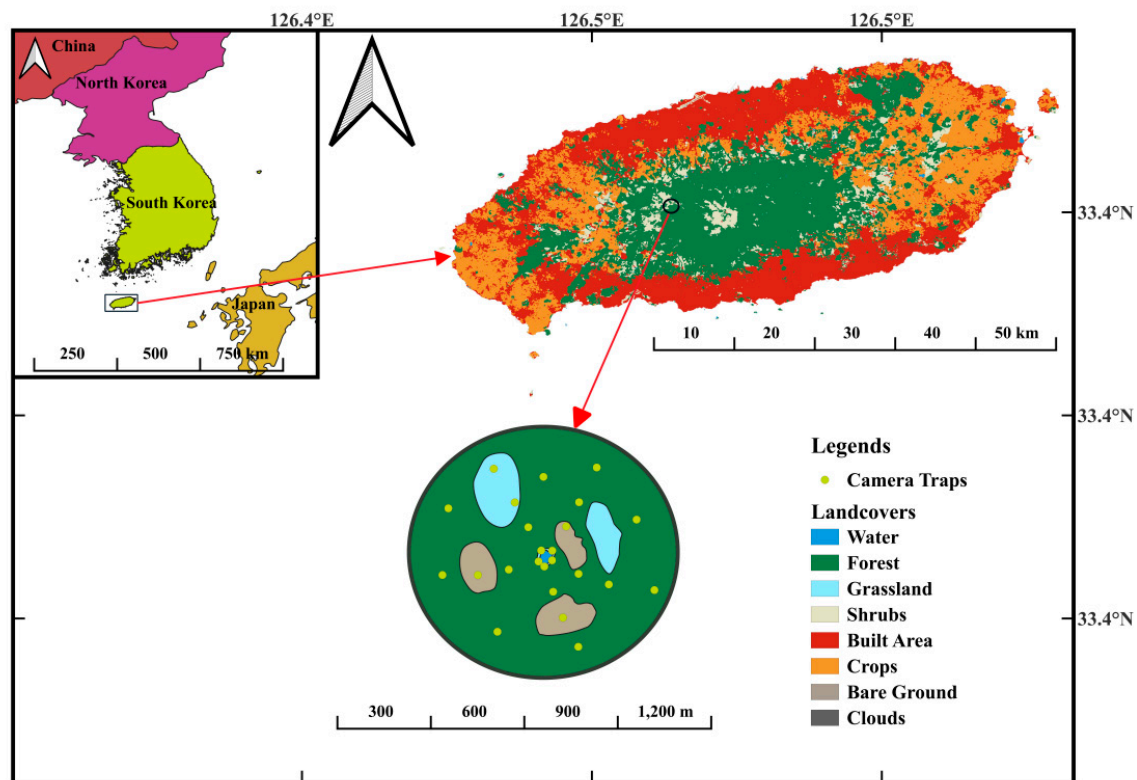 126.4°E
126.5°E
126.5°E
China
North Korea
South Korea
Japan
250 500 750 km
33.4°N
10 20 30 40 50 km
33.4°N
Legends
Camera Traps
Landcovers
Water
Forest
Grassland
Shrubs
Built Area
Crops
Bare Ground
Clouds
33.4°N
300 600 900 1,200 m